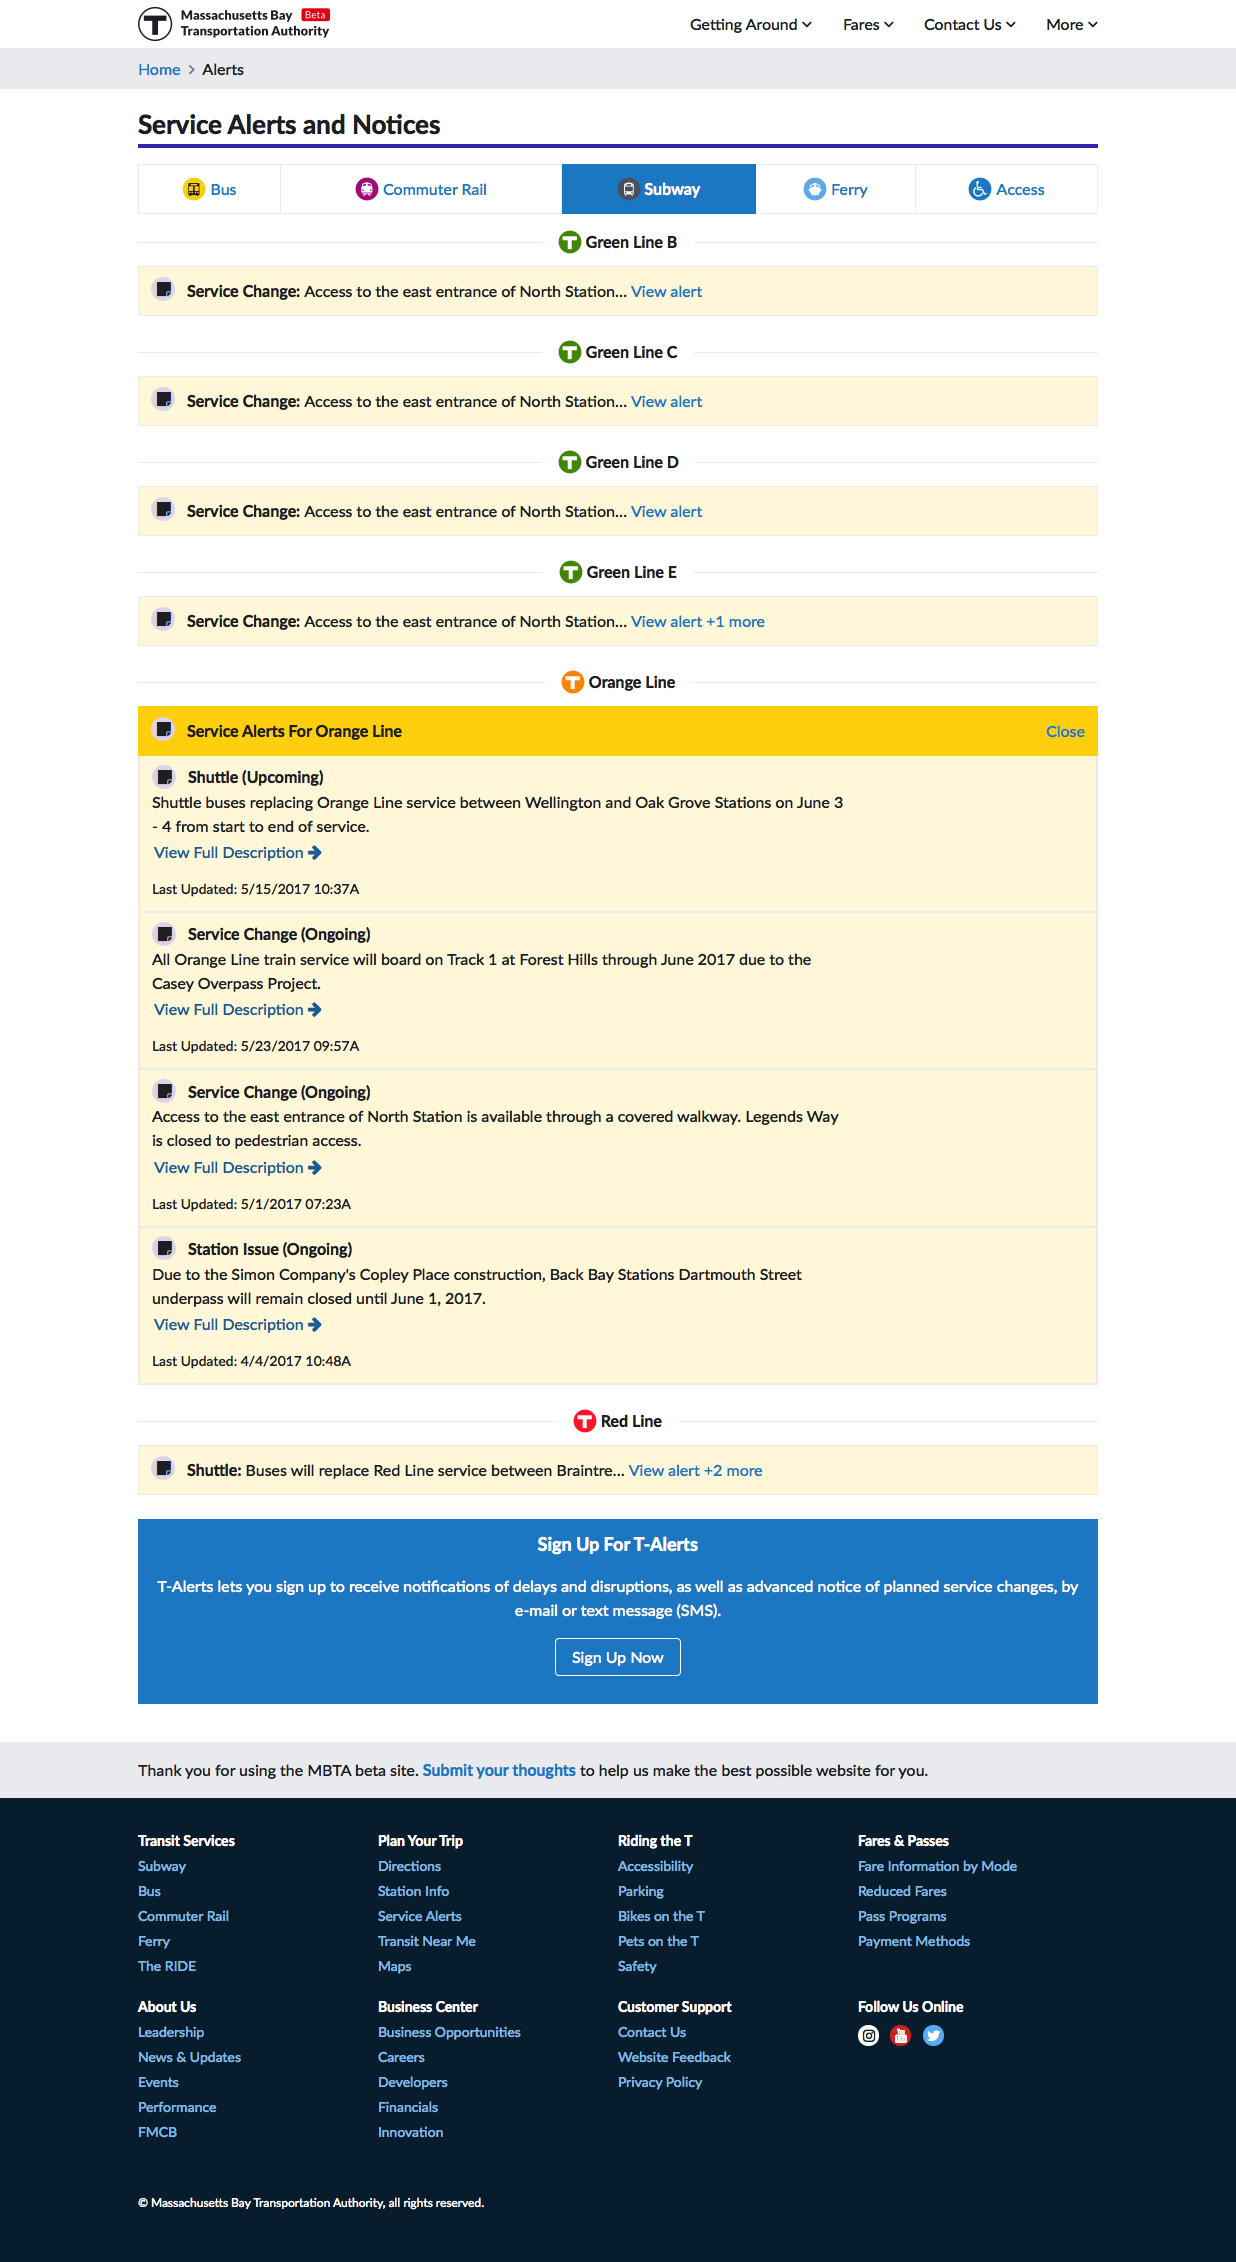 Massachusetts Bay Beta
Transportation Authority
Getting Around
Fares
Contact Us
More
Home > Alerts
Service Alerts and Notices
Bus
Commuter Rail
Subway
Ferry
Access
T Green Line B
Service Change: Access to the east entrance of North Station... View alert
T Green Line C
Service Change: Access to the east entrance of North Station... View alert
T Green Line D
Service Change: Access to the east entrance of North Station... View alert
T Green Line E
Service Change: Access to the east entrance of North Station... View alert +1 more
T Orange Line
Service Alerts For Orange Line Close
Shuttle (Upcoming)
Shuttle buses replacing Orange Line service between Wellington and Oak Grove Stations on June 3
- 4 from start to end of service.
View Full Description
Last Updated: 5/15/2017 10:37A
Service Change (Ongoing)
All Orange Line train service will board on Track 1 at Forest Hills through June 2017 due to the
Casey Overpass Project.
View Full Description
Last Updated: 5/23/2017 09:57A
Service Change (Ongoing)
Access to the east entrance of North Station is available through a covered walkway. Legends Way
is closed to pedestrian access.
View Full Description
Last Updated: 5/1/2017 07:23A
Station Issue (Ongoing)
Due to the Simon Company's Copley Place construction, Back Bay Stations Dartmouth Street
underpass will remain closed until June 1, 2017.
View Full Description
Last Updated: 4/4/2017 10:48A
T Red Line
Shuttle: Buses will replace Red Line service between Braintre... View alert +2 more
Sign Up For T-Alerts
T-Alerts lets you sign up to receive notifications of delays and disruptions, as well as advanced notice of planned service changes, by
e-mail or text message (SMS).
Sign Up Now
Thank you for using the MBTA beta site. Submit your thoughts to help us make the best possible website for you.
Transit Services
Subway
Bus
Commuter Rail
Ferry
The RIDE
Plan Your Trip
Directions
Station Info
Service Alerts
Transit Near Me
Maps
Riding the T
Accessibility
Parking
Bikes on the T
Pets on the T
Safety
Fares & Passes
Fare Information by Mode
Reduced Fares
Pass Programs
Payment Methods
About Us
Leadership
News & Updates
Events
Performance
FMCB
Business Center
Business Opportunities
Careers
Developers
Financials
Innovation
Customer Support
Contact Us
Website Feedback
Privacy Policy
Follow Us Online
© Massachusetts Bay Transportation Authority, all rights reserved.